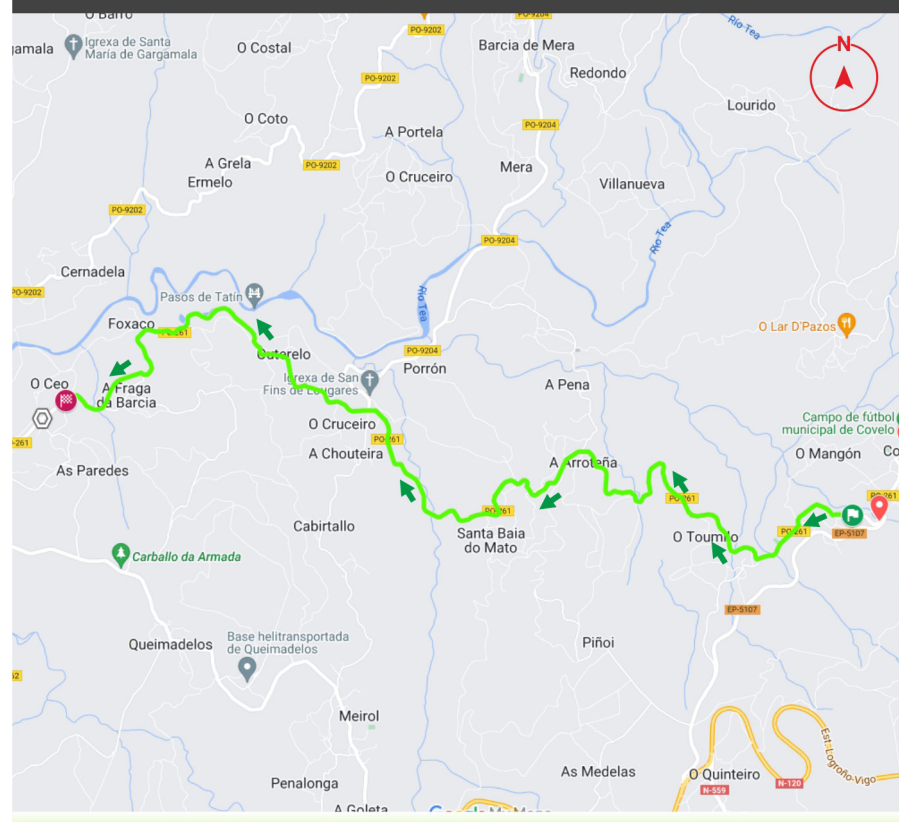 O Barro
PO-9202
PO-9204
Río Tea
N
amala
Igrexa de Santa
María de Gargamala
O Costal
Barcia de Mera
Redondo
PO-9202
Lourido
O Coto
A Portela
PO-9204
A Grela
PO-9202
Mera
Ermelo
O Cruceiro
Villanueva
PO-9202
PO-9204
Río Tea
Cernadela
PO-9202
Pasos de Tatín
Río Tea
Foxaco
O Lar D'Pazos
PO-9204
Outerelo
Porrón
Igrexa de San
Fins de Lougares
O Ceo
A Fraga
da Barcia
A Pena
Campo de fútbol
municipal de Covelo
O Cruceiro
PO-261
-261
A Chouteira
O Mangón
Co
A Arroteña
As Paredes
PO-261
PO-261
PO-261
Cabirtallo
Santa Baia
do Mato
O Toumiño
PO-261
EP-5107
Carballo da Armada
EP-5107
Queimadelos
Base helitransportada
de Queimadelos
Piñoi
Meirol
Est. Logroño-Vigo
As Medelas
O Quinteiro
Penalonga
N-120
N-559
A Goleta